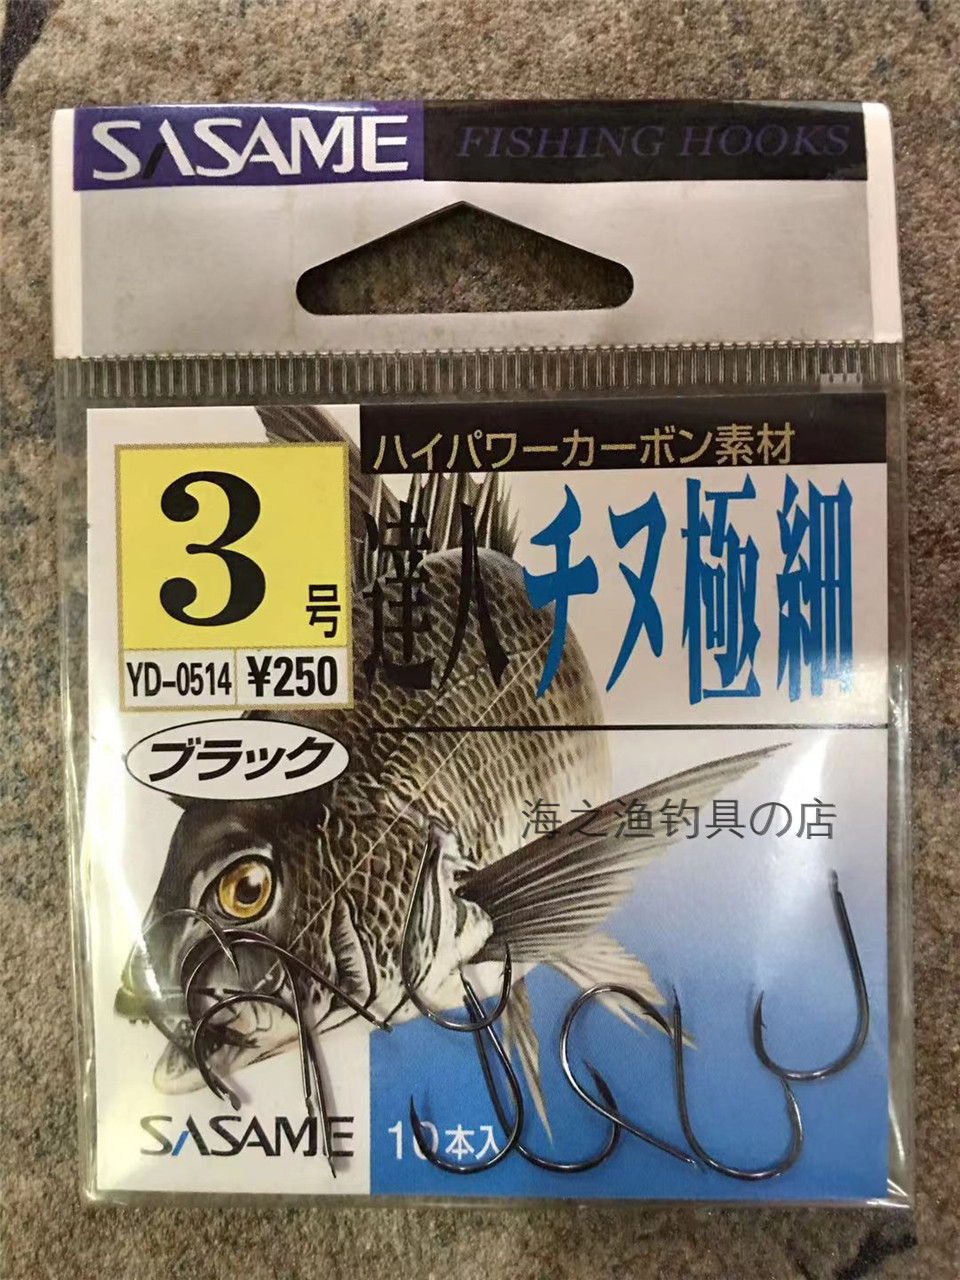 SASAME
FISHING HOOKS
ハイパワーカーボン素材
3号
達人チヌ極細
YD-0514
¥250
ブラック
海之渔钓具の店
SASAME
10本入